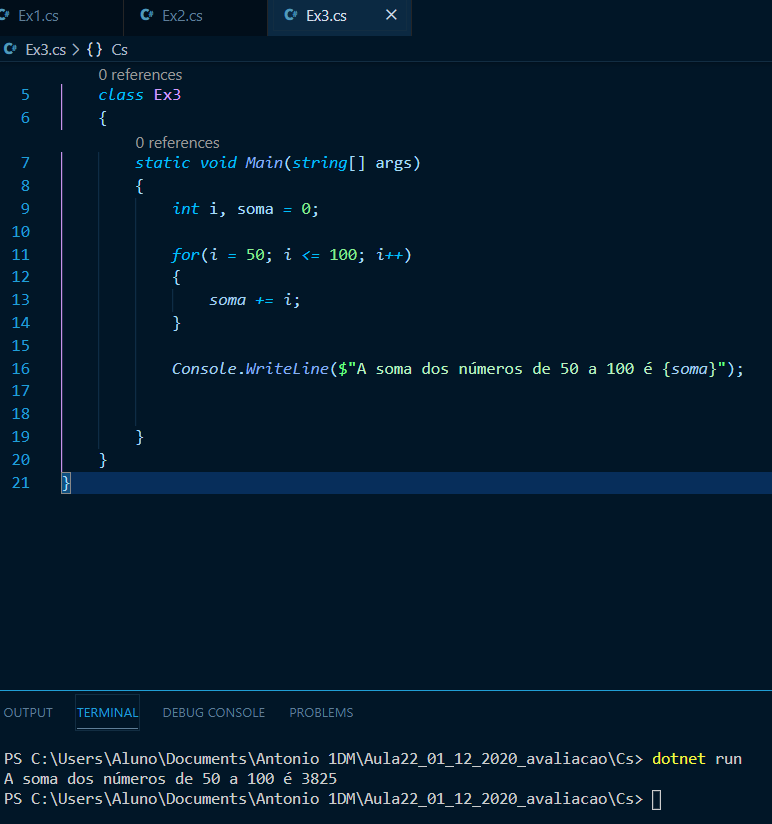 C# Ex1.cs C# Ex2.cs C# Ex3.cs ×
C# Ex3.cs > {} Cs
0 references
5 class Ex3
6 {
0 references
7 static void Main(string[] args)
8 {
9 int i, soma = 0;
10
11 for(i = 50; i <= 100; i++)
12 {
13 soma += i;
14 }
15
16 Console.WriteLine($"A soma dos números de 50 a 100 é {soma}");
17
18
19 }
20 }
21 }
OUTPUT TERMINAL DEBUG CONSOLE PROBLEMS
PS C:\Users\Aluno\Documents\Antonio 1DM\Aula22_01_12_2020_avaliacao\Cs> dotnet run
A soma dos números de 50 a 100 é 3825
PS C:\Users\Aluno\Documents\Antonio 1DM\Aula22_01_12_2020_avaliacao\Cs>